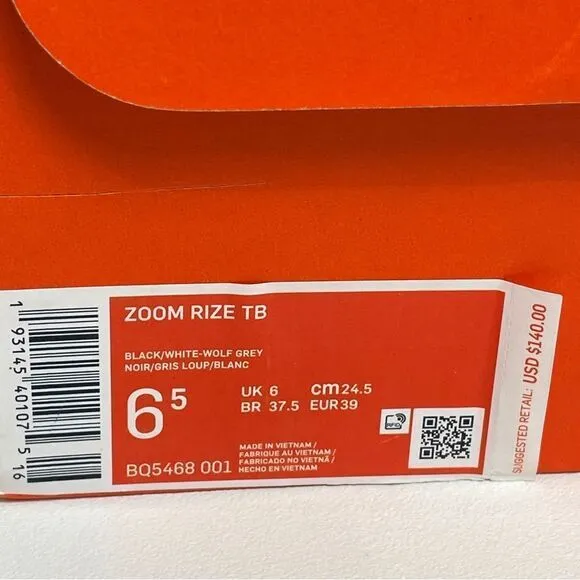 ZOOM RIZE TB
BLACK/WHITE-WOLF GREY
NOIR/GRIS LOUP/BLANC
6 5
UK 6 cm 24.5
BR 37.5 EUR 39
BQ5468 001
MADE IN VIETNAM /
FABRIQUE AU VIETNAM /
FABRICADO NO VIETNÃ /
HECHO EN VIETNAM
RFID
SUGGESTED RETAIL: USD $140.00
1 93145 40107 5 16